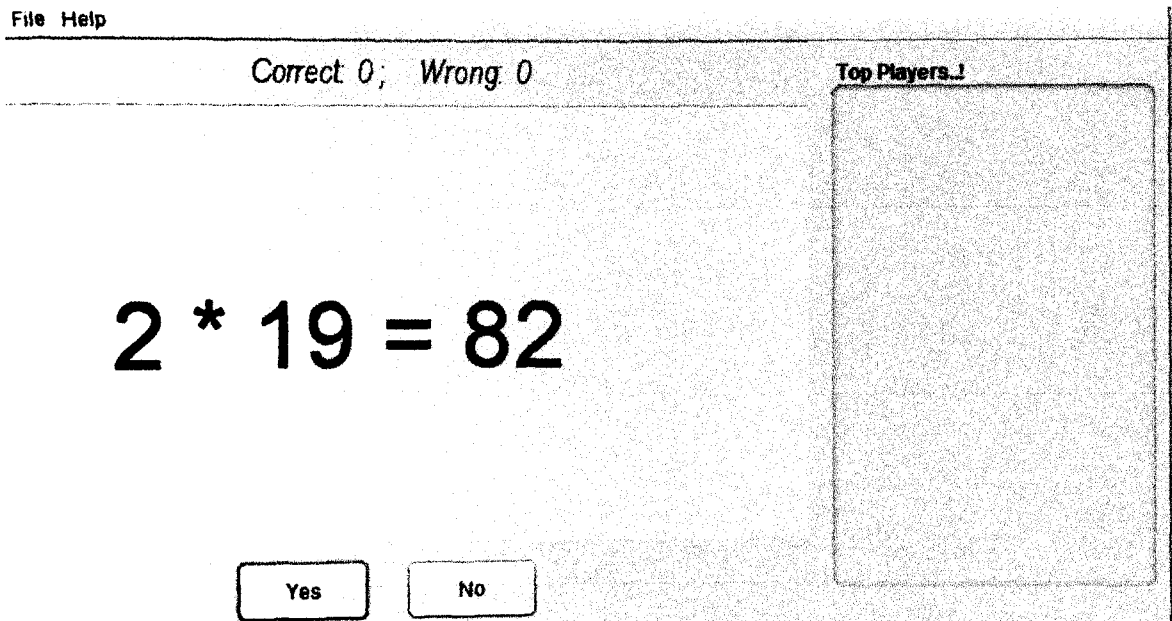 File Help
Correct: 0; Wrong: 0
Top Players..!
2 * 19 = 82
Yes No